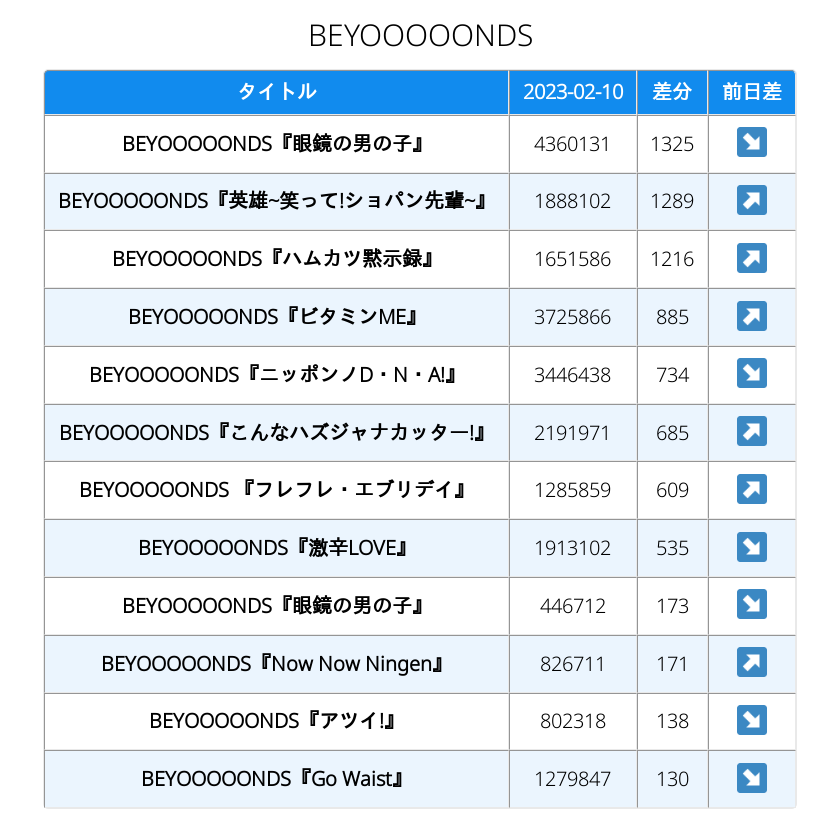 BEYOOOOONDS
タイトル 2023-02-10 差分 前日差
BEYOOOOONDS『眼鏡の男の子』 4360131 1325 ↘
BEYOOOOONDS『英雄~笑って!ショパン先輩~』 1888102 1289 ↗
BEYOOOOONDS『ハムカツ黙示録』 1651586 1216 ↗
BEYOOOOONDS『ビタミンME』 3725866 885 ↗
BEYOOOOONDS『ニッポンノD・N・A!』 3446438 734 ↘
BEYOOOOONDS『こんなハズジャナカッター!』 2191971 685 ↗
BEYOOOOONDS 『フレフレ・エブリデイ』 1285859 609 ↗
BEYOOOOONDS『激辛LOVE』 1913102 535 ↘
BEYOOOOONDS『眼鏡の男の子』 446712 173 ↘
BEYOOOOONDS『Now Now Ningen』 826711 171 ↗
BEYOOOOONDS『アツイ!』 802318 138 ↘
BEYOOOOONDS『Go Waist』 1279847 130 ↘